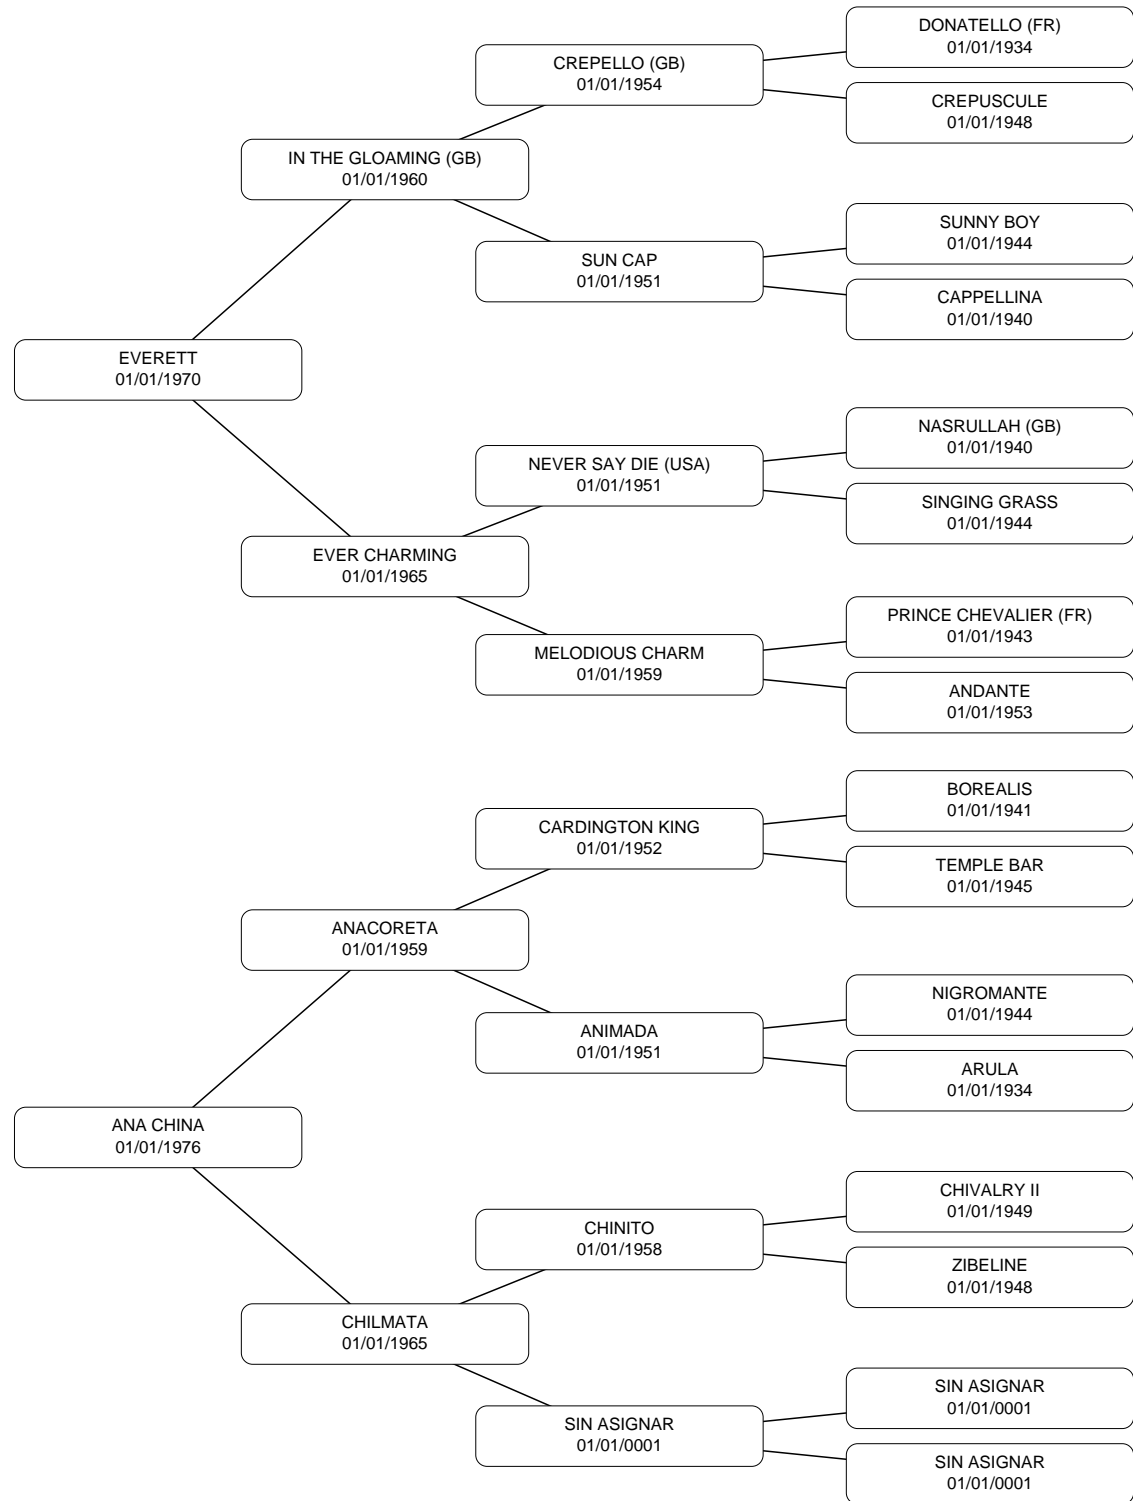 DONATELLO (FR)
01/01/1934
CREPELLO (GB)
01/01/1954
CREPUSCULE
01/01/1948
IN THE GLOAMING (GB)
01/01/1960
SUNNY BOY
01/01/1944
SUN CAP
01/01/1951
CAPPELLINA
01/01/1940
EVERETT
01/01/1970
NASRULLAH (GB)
01/01/1940
NEVER SAY DIE (USA)
01/01/1951
SINGING GRASS
01/01/1944
EVER CHARMING
01/01/1965
PRINCE CHEVALIER (FR)
01/01/1943
MELODIOUS CHARM
01/01/1959
ANDANTE
01/01/1953
BOREALIS
01/01/1941
CARDINGTON KING
01/01/1952
TEMPLE BAR
01/01/1945
ANACORETA
01/01/1959
NIGROMANTE
01/01/1944
ANIMADA
01/01/1951
ARULA
01/01/1934
ANA CHINA
01/01/1976
CHIVALRY II
01/01/1949
CHINITO
01/01/1958
ZIBELINE
01/01/1948
CHILMATA
01/01/1965
SIN ASIGNAR
01/01/0001
SIN ASIGNAR
01/01/0001
SIN ASIGNAR
01/01/0001